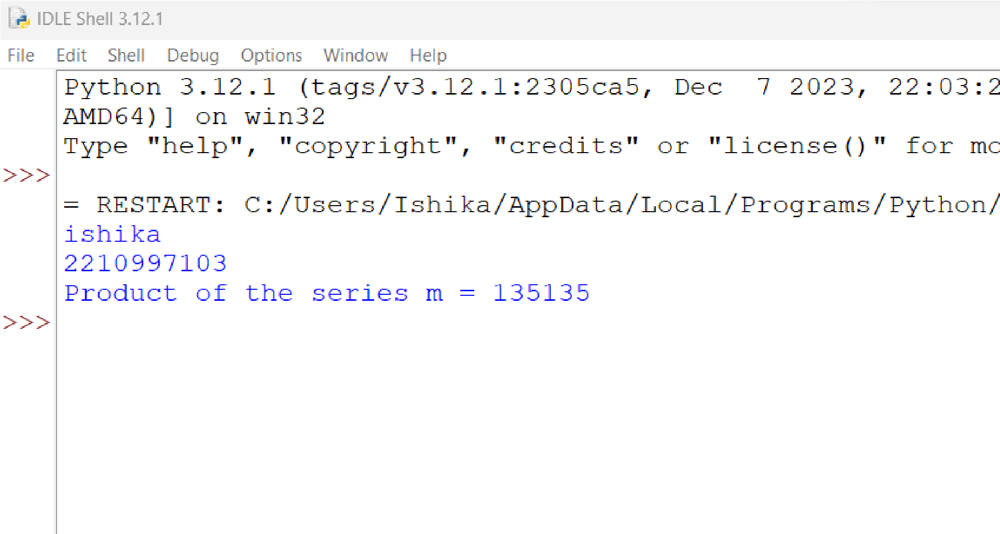 IDLE Shell 3.12.1
File Edit Shell Debug Options Window Help
Python 3.12.1 (tags/v3.12.1:2305ca5, Dec  7 2023, 22:03:2
AMD64)] on win32
Type "help", "copyright", "credits" or "license()" for mo
>>>
= RESTART: C:/Users/Ishika/AppData/Local/Programs/Python/
ishika
2210997103
Product of the series m = 135135
>>>